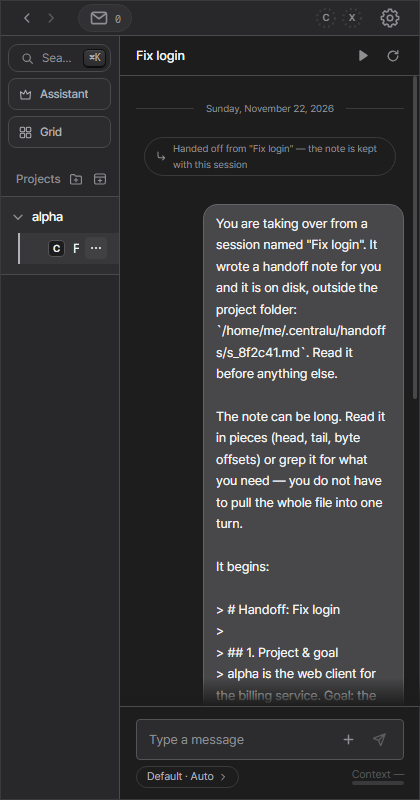 0
C
X
Sea...
⌘K
Assistant
Grid
Projects
alpha
C
F
Fix login
Sunday, November 22, 2026
Handed off from "Fix login" — the note is kept
with this session
You are taking over from a
session named "Fix login". It
wrote a handoff note for you
and it is on disk, outside the
project folder:
`/home/me/.centralu/handoff
s/s_8f2c41.md`. Read it
before anything else.
The note can be long. Read it
in pieces (head, tail, byte
offsets) or grep it for what
you need — you do not have
to pull the whole file into one
turn.
It begins:
> # Handoff: Fix login
>
> ## 1. Project & goal
> alpha is the web client for
the billing service. Goal: the
Type a message
Default · Auto
Context —